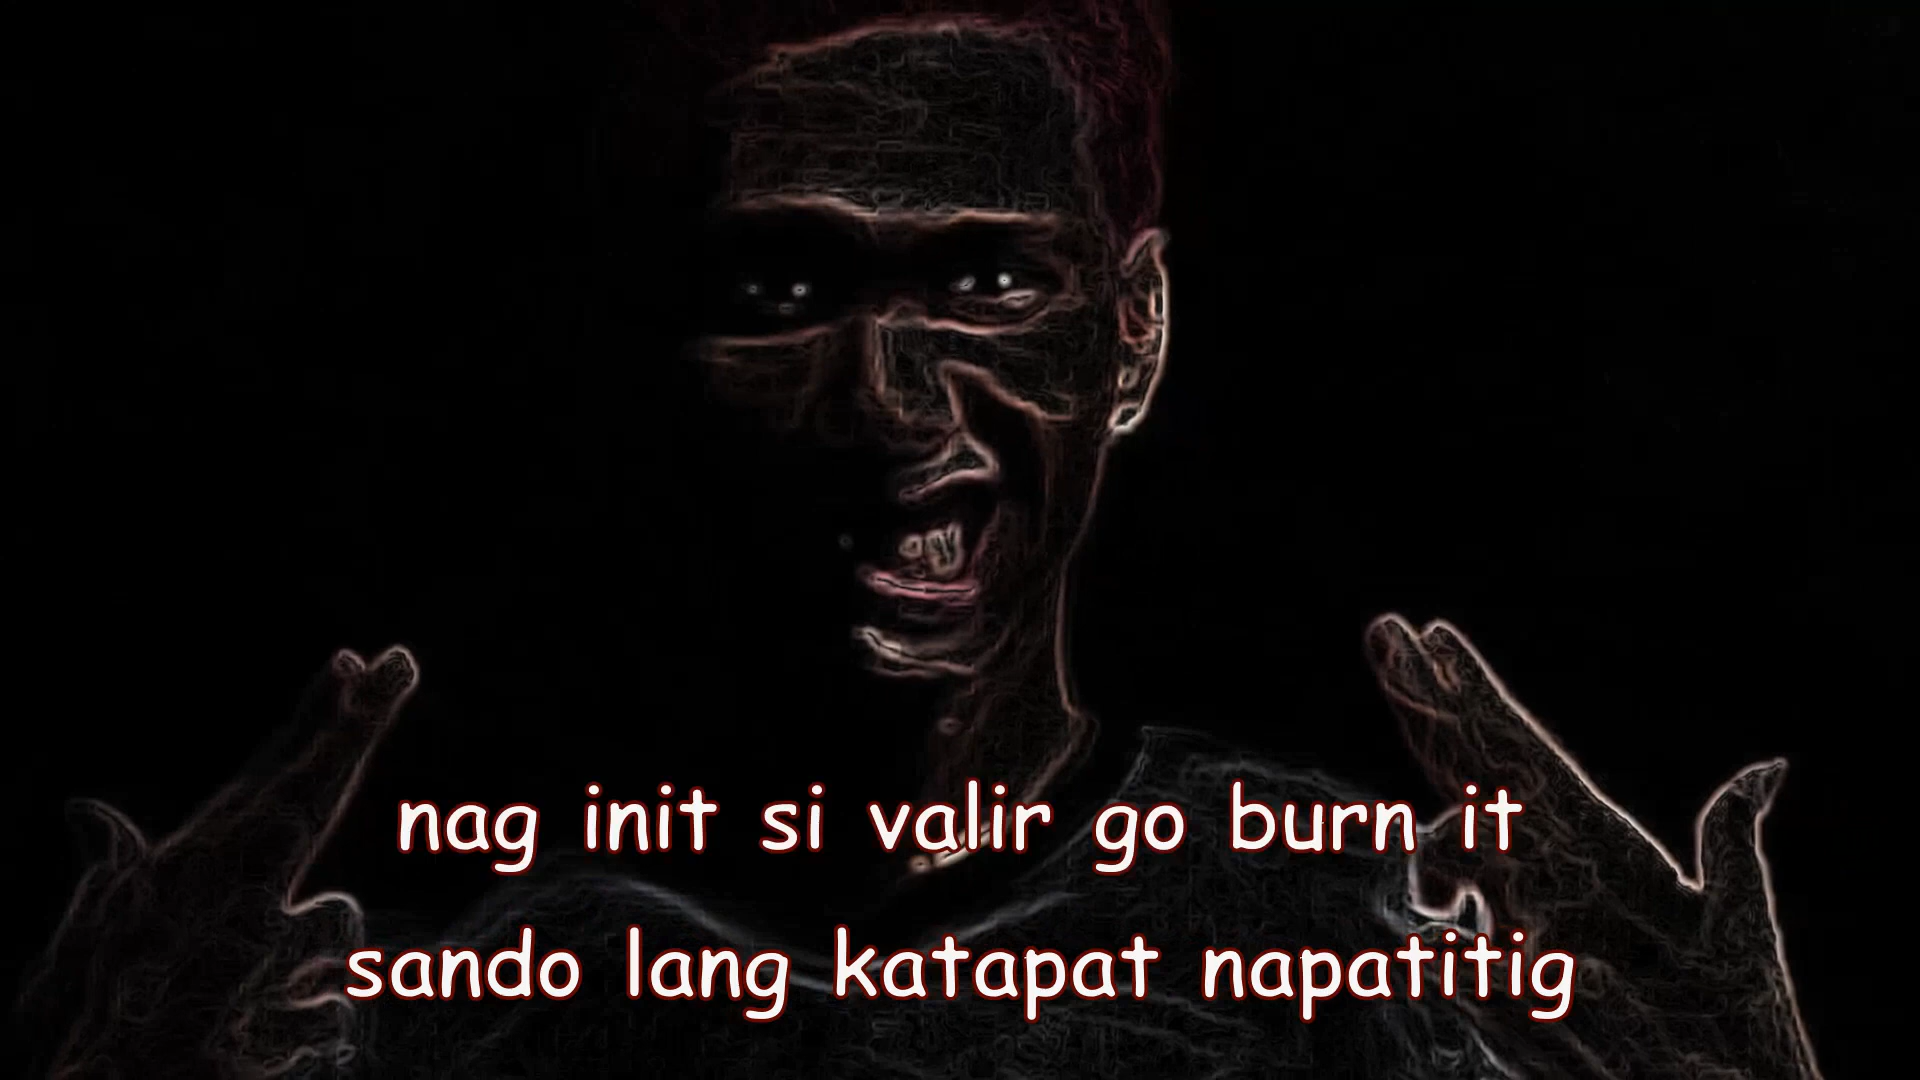 nag init si valir go burn it
sando lang katapat napatitig